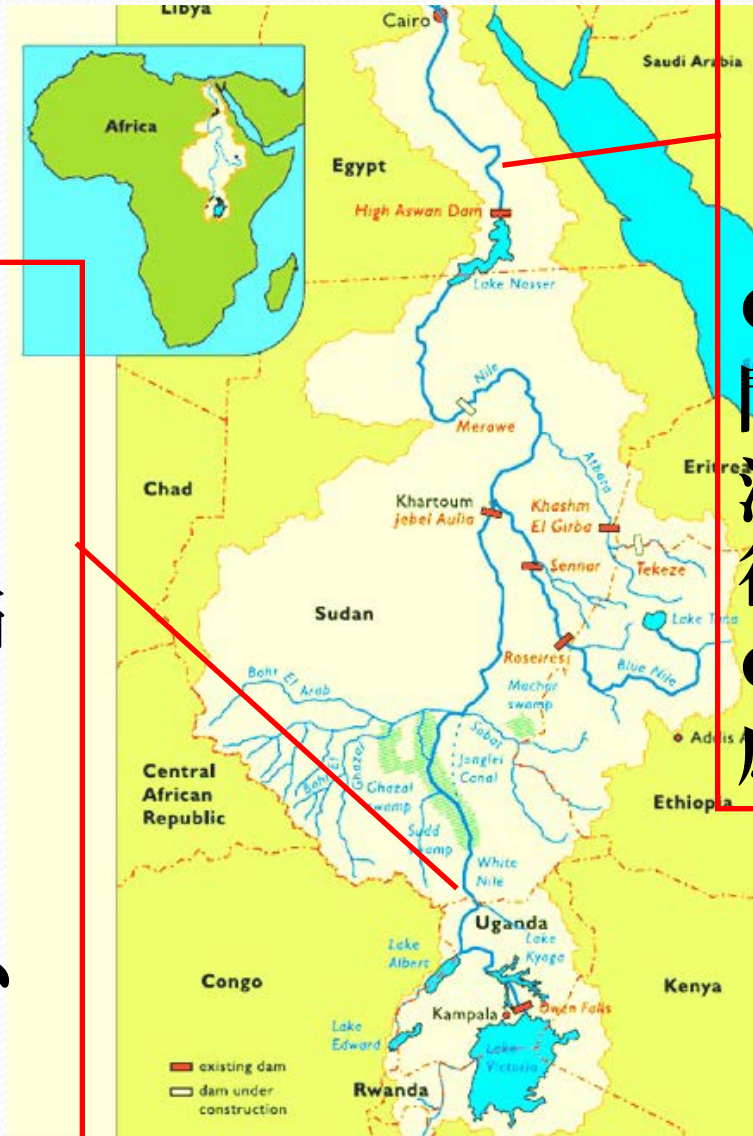 Libya
Cairo
Saudi Arabia
Africa
Egypt
High Aswan Dam
Lake Nasser
Nile
Merowe
Atbara
Chad
Eritrea
Khartoum
Jebel Aulia
Khashm
El Girba
Sennar
Tekeze
Sudan
Lake Tana
Roseires
Blue Nile
Bahr El Arab
Machar
swamp
Sobat
Jonglei
Canal
Bahr El
Ghazal
Ghazal
swamp
Central
African
Republic
Ethiopia
Sudd
swamp
White
Nile
Uganda
Lake
Albert
Lake
Kyoga
Congo
Kenya
Kampala
Owen Falls
Lake
Edward
Lake
Victoria
existing dam
dam under
construction
Rwanda